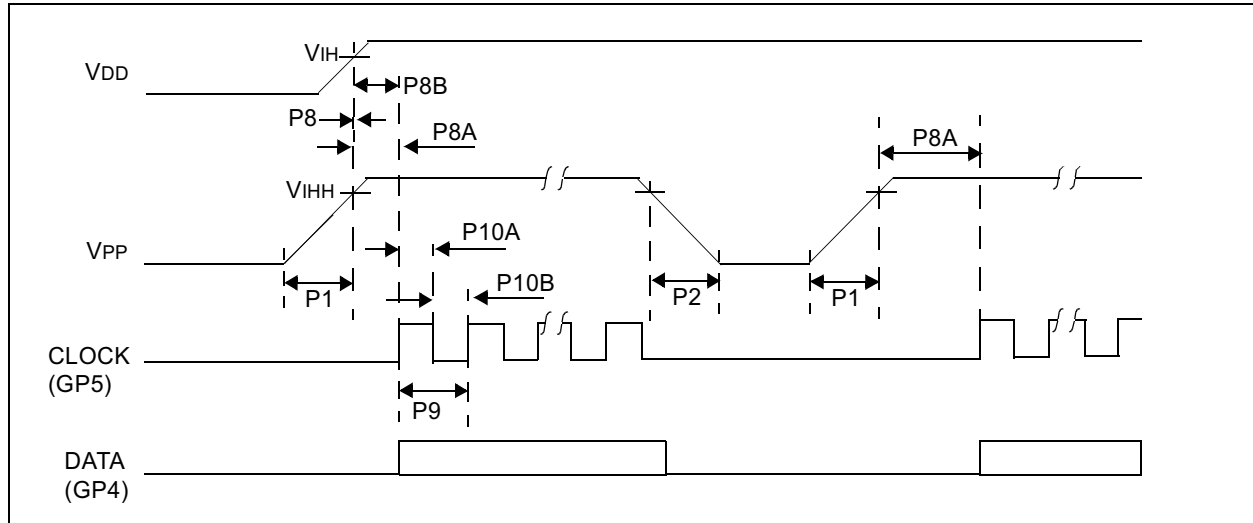 VIH
VDD
P8B
P8
P8A
P8A
VIHH
VPP
P10A
P10B
P1
P2
P1
CLOCK
(GP5)
P9
DATA
(GP4)